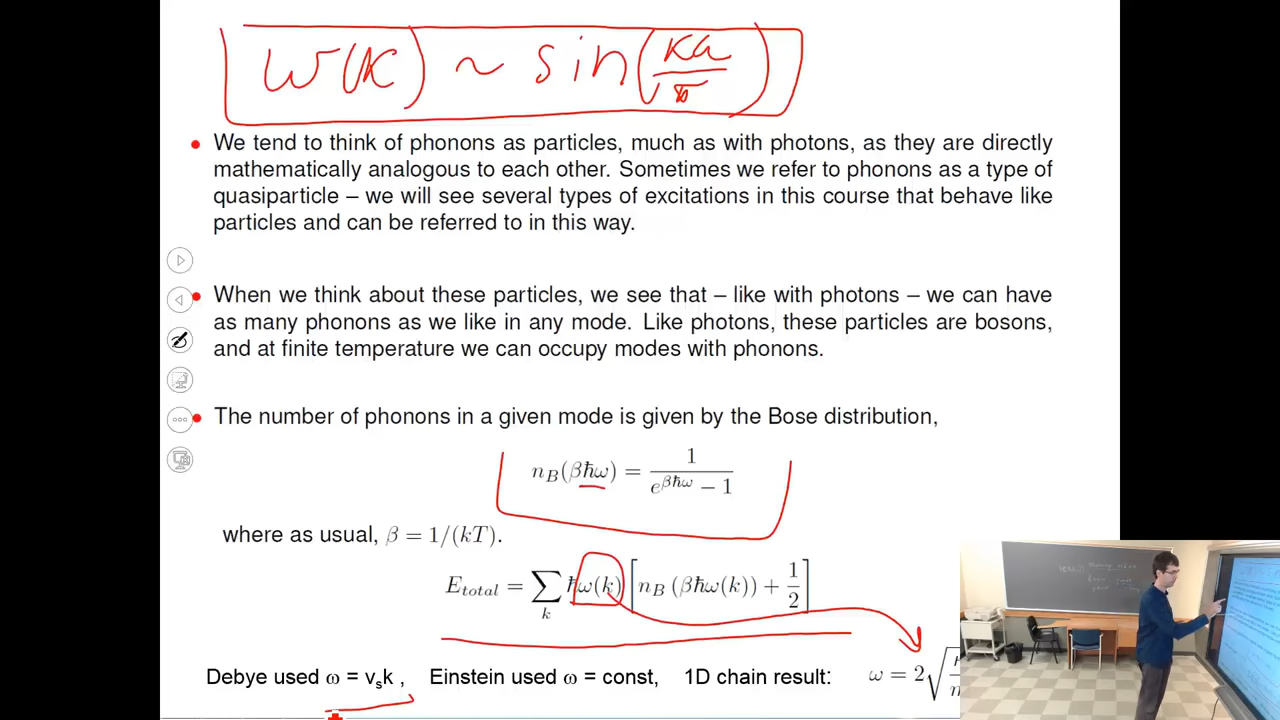 ω(k) ~ sin(ka/π)
• We tend to think of phonons as particles, much as with photons, as they are directly
mathematically analogous to each other. Sometimes we refer to phonons as a type of
quasiparticle – we will see several types of excitations in this course that behave like
particles and can be referred to in this way.
• When we think about these particles, we see that – like with photons – we can have
as many phonons as we like in any mode. Like photons, these particles are bosons,
and at finite temperature we can occupy modes with phonons.
• The number of phonons in a given mode is given by the Bose distribution,
n_B(βħω) = 1/(e^{βħω} − 1)
where as usual, β = 1/(kT).
E_{total} = ∑_k ħω(k) [n_B (βħω(k)) + 1/2]
Debye used ω = v_sk , Einstein used ω = const, 1D chain result: ω = 2√